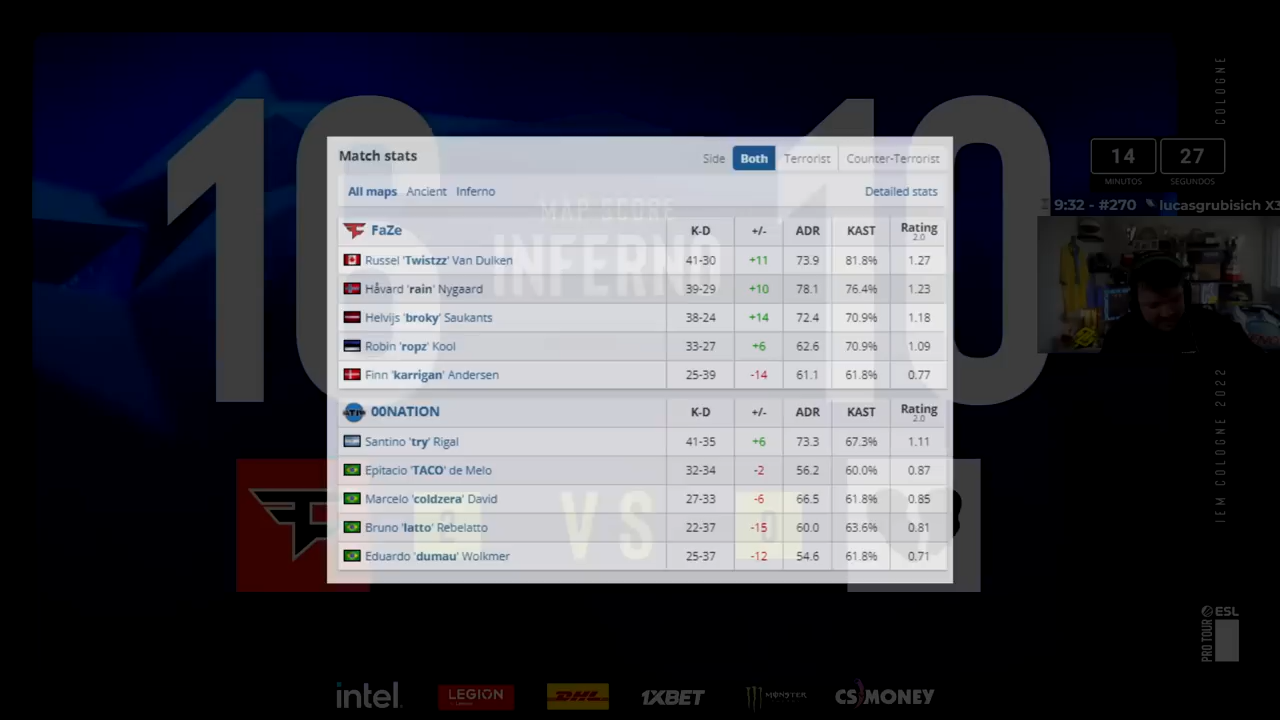 16 10
COLOGNE
14 27
MINUTOS SEGUNDOS
9:32 - #270 lucasgrubisich X3
MAP SCORE
INFERNO
Match stats
Side Both Terrorist Counter-Terrorist
All maps Ancient Inferno Detailed stats
FaZe K-D +/- ADR KAST Rating 2.0
Russel 'Twistzz' Van Dulken 41-30 +11 73.9 81.8% 1.27
Håvard 'rain' Nygaard 39-29 +10 78.1 76.4% 1.23
Helvijs 'broky' Saukants 38-24 +14 72.4 70.9% 1.18
Robin 'ropz' Kool 33-27 +6 62.6 70.9% 1.09
Finn 'karrigan' Andersen 25-39 -14 61.1 61.8% 0.77
00NATION K-D +/- ADR KAST Rating 2.0
Santino 'try' Rigal 41-35 +6 73.3 67.3% 1.11
Epitacio 'TACO' de Melo 32-34 -2 56.2 60.0% 0.87
Marcelo 'coldzera' David 27-33 -6 66.5 61.8% 0.85
Bruno 'latto' Rebelatto 22-37 -15 60.0 63.6% 0.81
Eduardo 'dumau' Wolkmer 25-37 -12 54.6 61.8% 0.71
VS
0
IEM COLOGNE 2022
ESL
PRO TOUR
intel.
LEGION
DHL
1XBET
MONSTER
CS MONEY